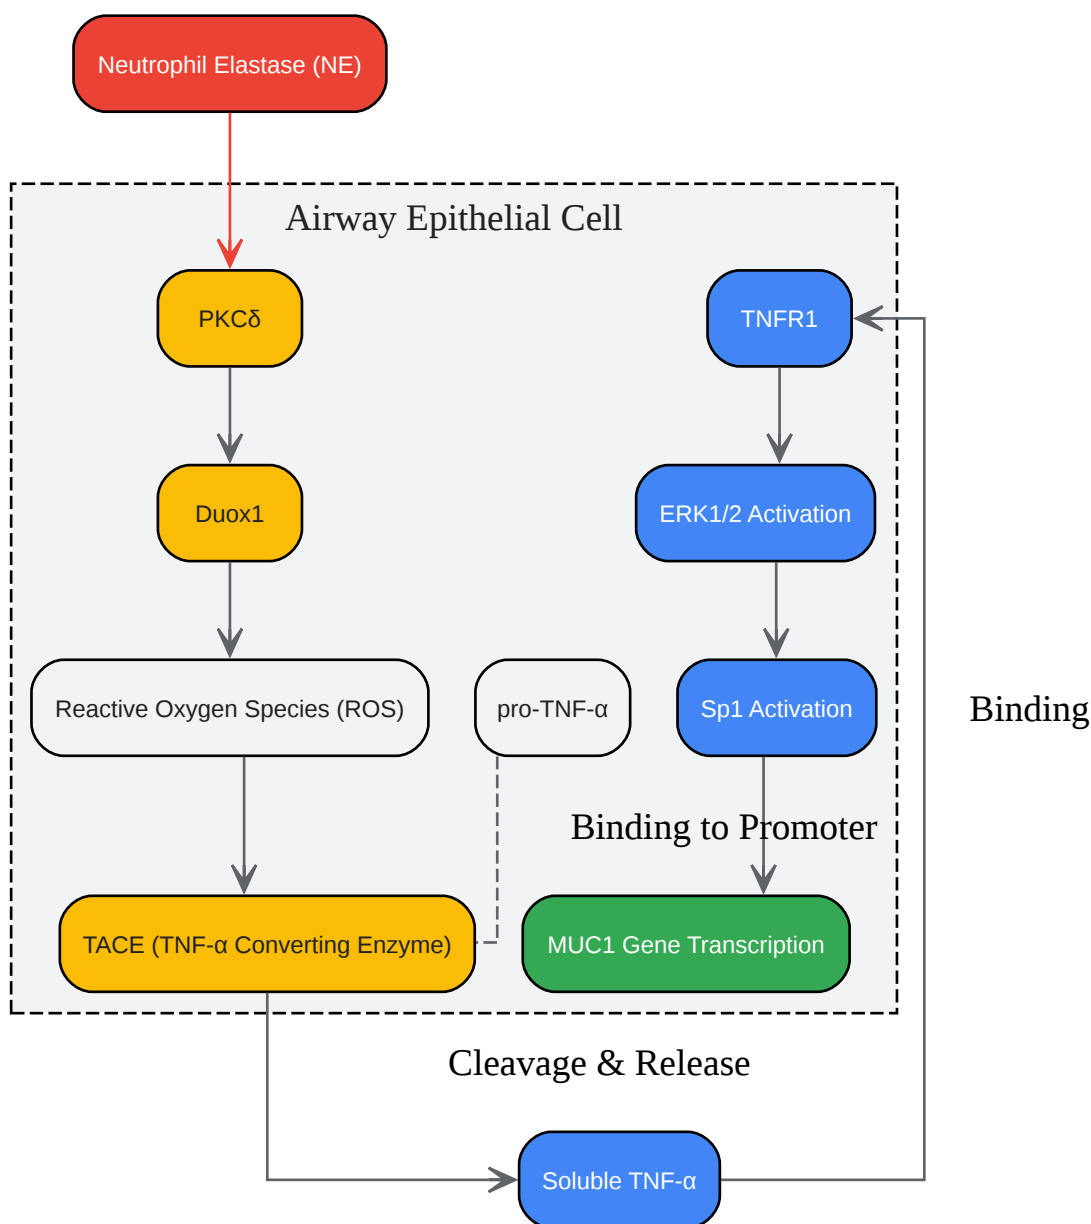 Neutrophil Elastase (NE)
Airway Epithelial Cell
PKCδ
TNFR1
Duox1
ERK1/2 Activation
Reactive Oxygen Species (ROS)
pro-TNF-α
Sp1 Activation
Binding
Binding to Promoter
TACE (TNF-α Converting Enzyme)
MUC1 Gene Transcription
Cleavage & Release
Soluble TNF-α